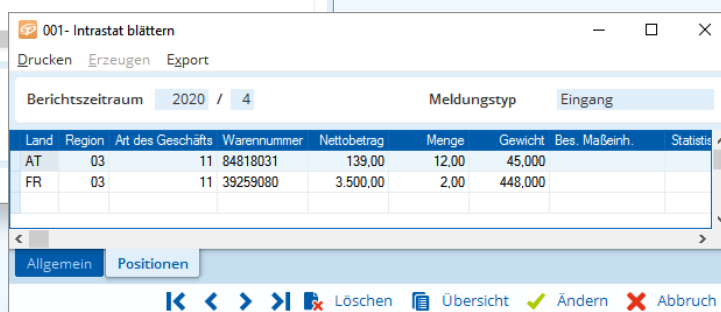 001- Intrastat blättern
Drucken Erzeugen Export
Berichtszeitraum 2020 / 4 Meldungstyp Eingang
Land Region Art des Geschäfts Warennummer Nettobetrag Menge Gewicht Bes. Maßeinh. Statistis
AT 03 11 84818031 139,00 12,00 45,000
FR 03 11 39259080 3.500,00 2,00 448,000
Allgemein Positionen
Löschen Übersicht Ändern Abbruch